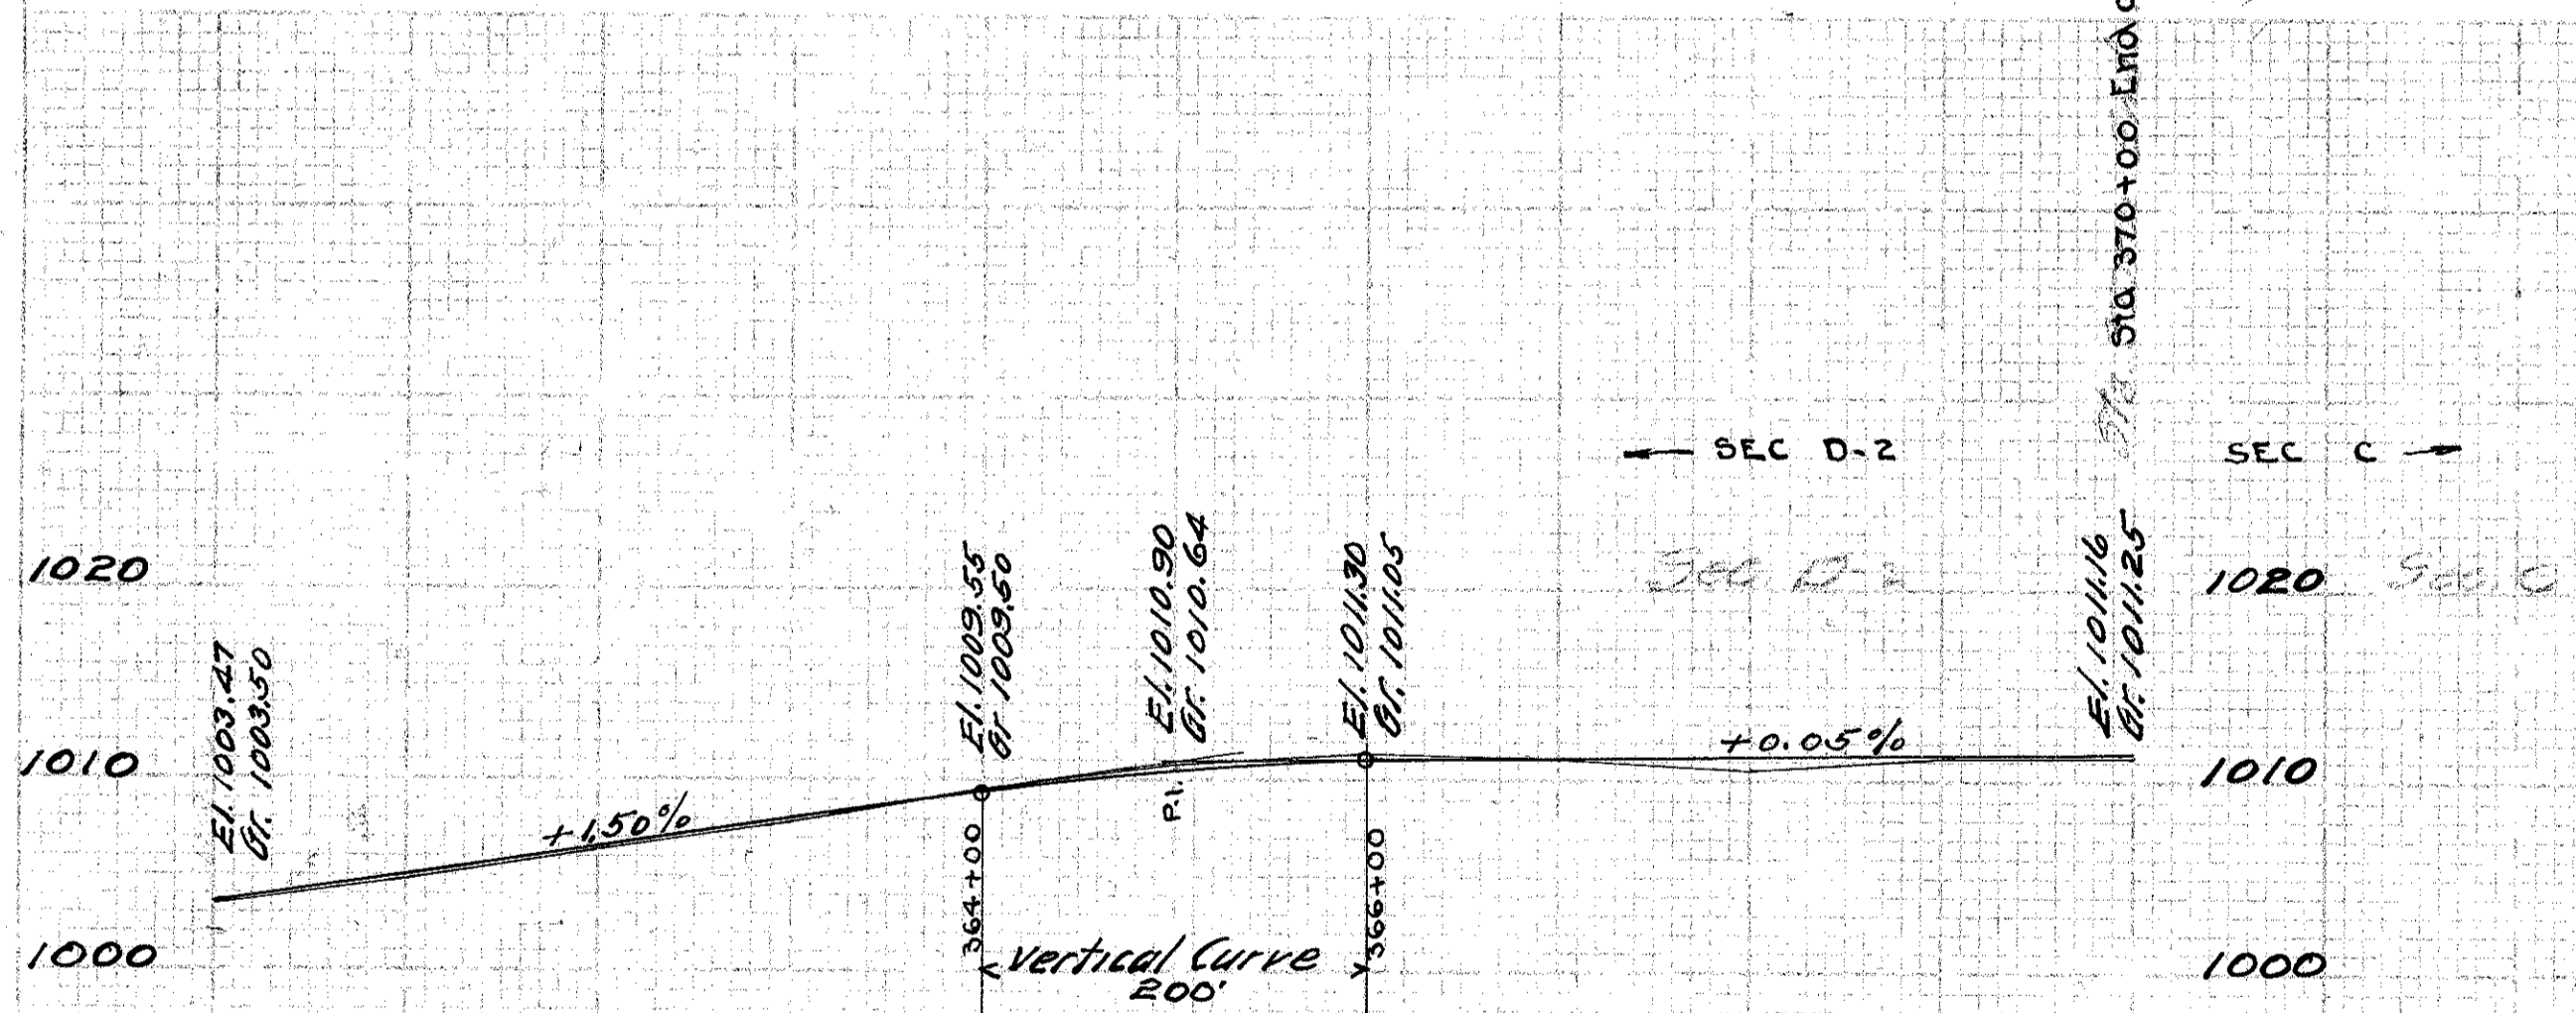 Sta 370+00 End
Sta.
← SEC D-2
SEC C →
1020
Sec. D-2
1020
Sec. C
El. 1003.47
Gr. 1003.50
El. 1009.55
Gr 1009.50
El. 1010.90
Gr. 1010.64
El. 1011.30
Gr. 1011.05
El. 1011.16
Gr. 1011.25
1010
+1.50%
P.I.
+0.05%
1010
364+00
366+00
1000
Vertical Curve
200'
1000